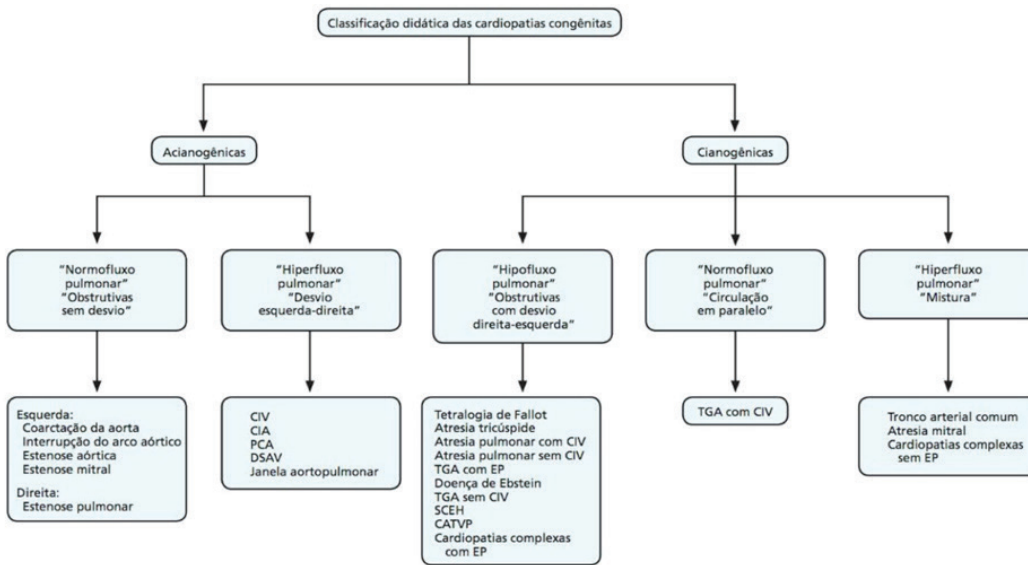 Classificação didática das cardiopatias congênitas
Acianogênicas
Cianogênicas
"Normofluxo
pulmonar"
"Obstrutivas
sem desvio"
"Hiperfluxo
pulmonar"
"Desvio
esquerda-direita"
"Hipofluxo
pulmonar"
"Obstrutivas
com desvio
direita-esquerda"
"Normofluxo
pulmonar"
"Circulação
em paralelo"
"Hiperfluxo
pulmonar"
"Mistura"
Esquerda:
Coarctação da aorta
Interrupção do arco aórtico
Estenose aórtica
Estenose mitral
Direita:
Estenose pulmonar
CIV
CIA
PCA
DSAV
Janela aortopulmonar
Tetralogia de Fallot
Atresia tricúspide
Atresia pulmonar com CIV
Atresia pulmonar sem CIV
TGA com EP
Doença de Ebstein
TGA sem CIV
SCEH
CATVP
Cardiopatias complexas
com EP
TGA com CIV
Tronco arterial comum
Atresia mitral
Cardiopatias complexas
sem EP